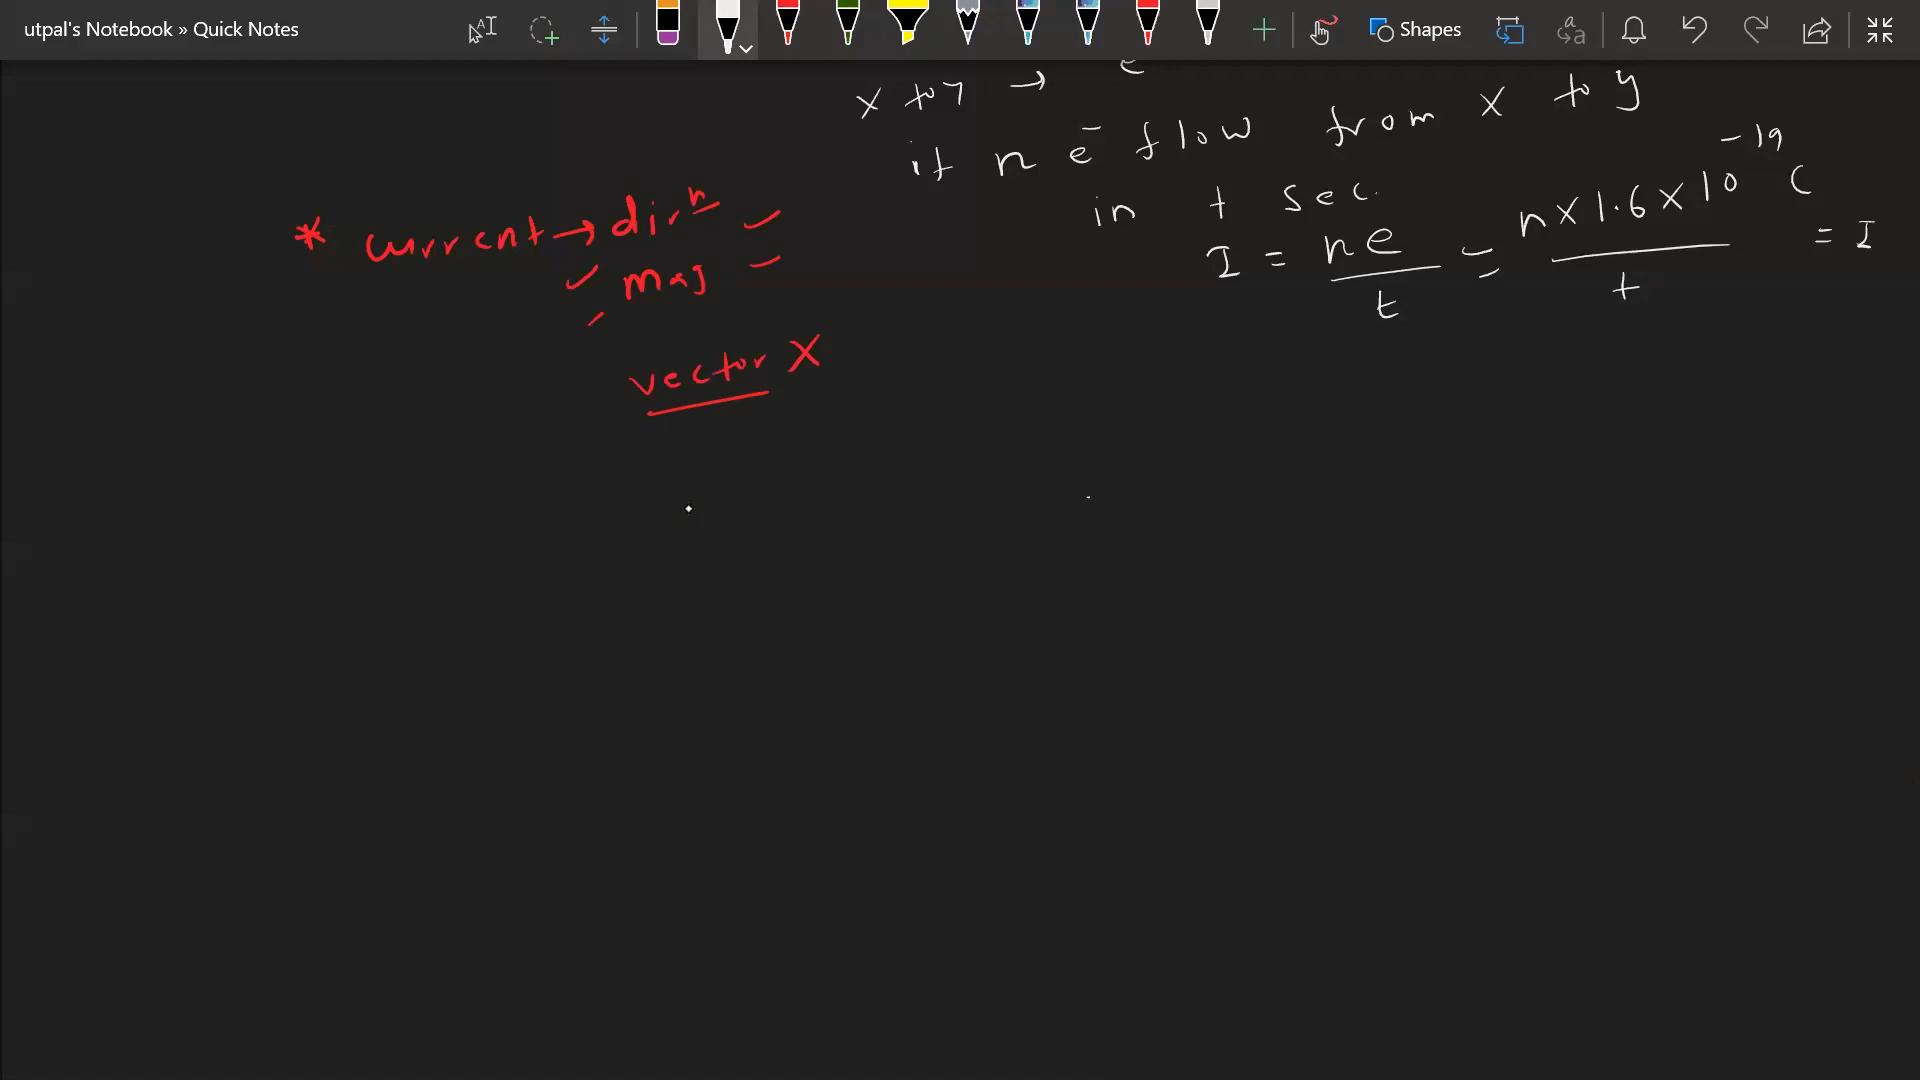 utpal's Notebook » Quick Notes
Shapes
x to y → e
if n e⁻ flow from x to y
in t sec.
I = ne/t = n×1.6×10⁻¹⁹ C/t = I
* current → dirⁿ ✓
✓ mag
vector X